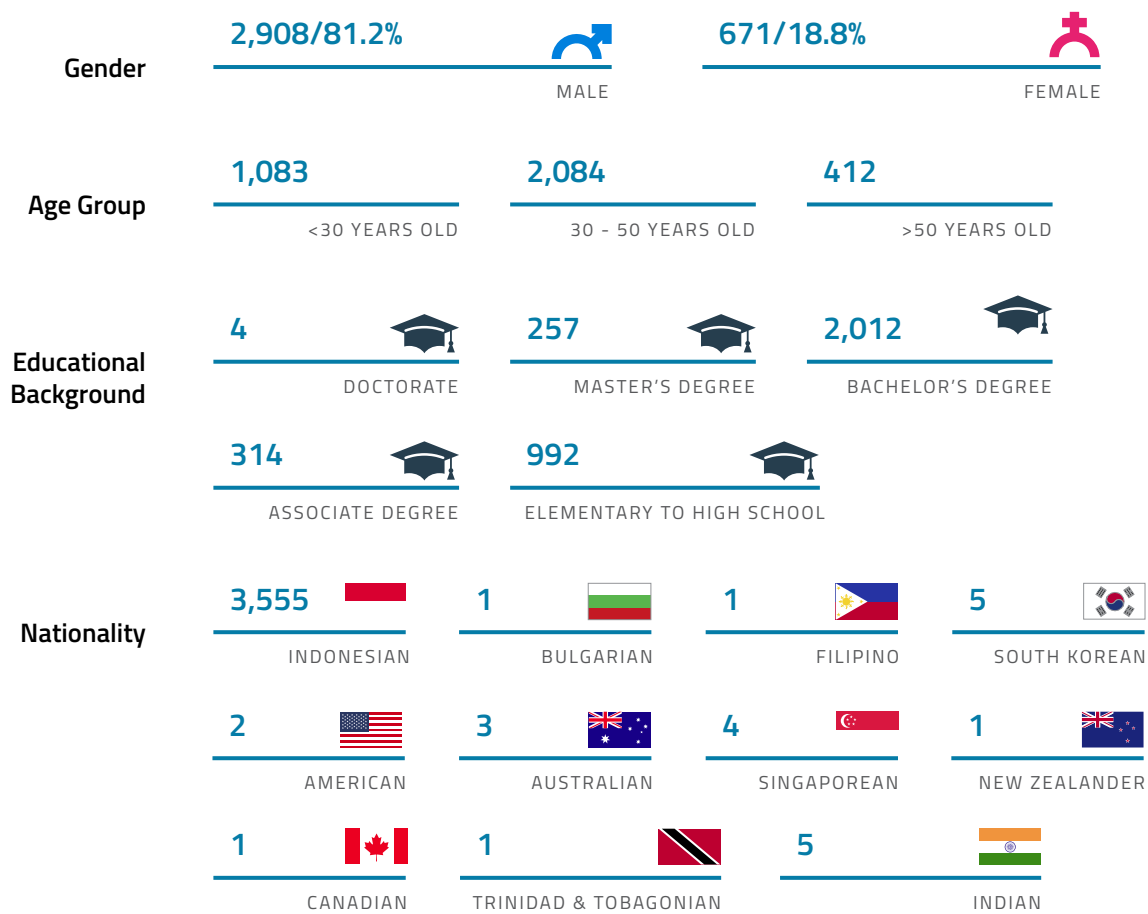 Gender
2,908/81.2%
671/18.8%
MALE
FEMALE
Age Group
1,083
2,084
412
<30 YEARS OLD
30 - 50 YEARS OLD
>50 YEARS OLD
Educational
Background
4
257
2,012
DOCTORATE
MASTER'S DEGREE
BACHELOR'S DEGREE
314
992
ASSOCIATE DEGREE
ELEMENTARY TO HIGH SCHOOL
Nationality
3,555
1
1
5
INDONESIAN
BULGARIAN
FILIPINO
SOUTH KOREAN
2
3
4
1
AMERICAN
AUSTRALIAN
SINGAPOREAN
NEW ZEALANDER
1
1
5
CANADIAN
TRINIDAD & TOBAGONIAN
INDIAN